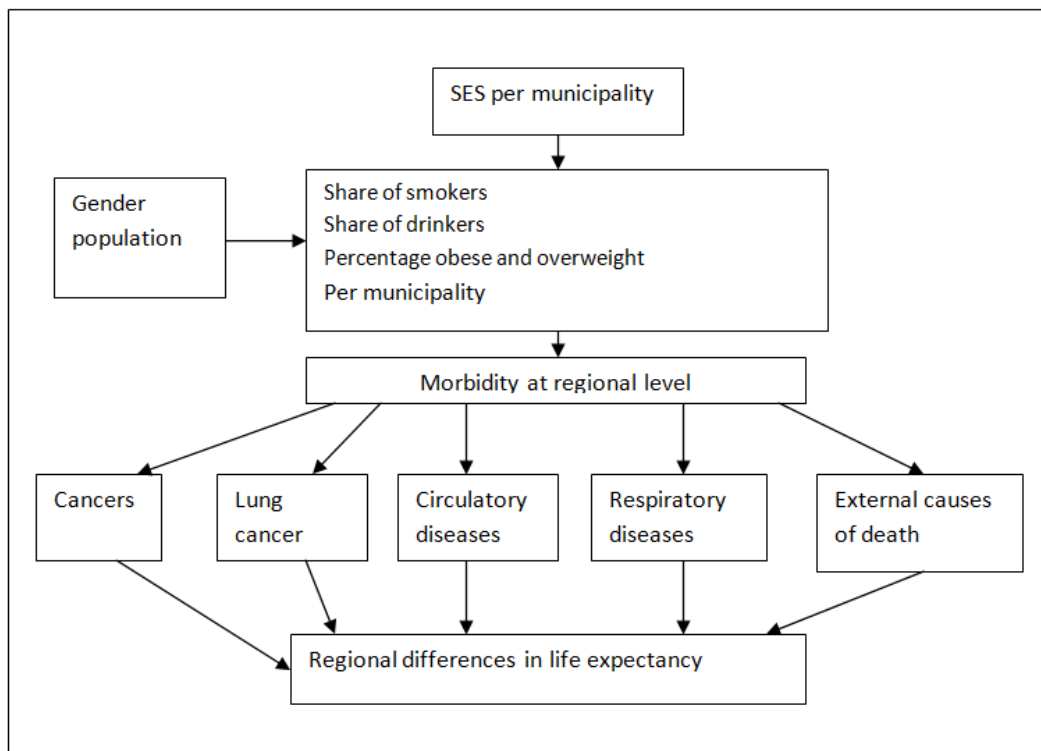 SES per municipality
Gender
population
Share of smokers
Share of drinkers
Percentage obese and overweight
Per municipality
Morbidity at regional level
Cancers
Lung
cancer
Circulatory
diseases
Respiratory
diseases
External causes
of death
Regional differences in life expectancy